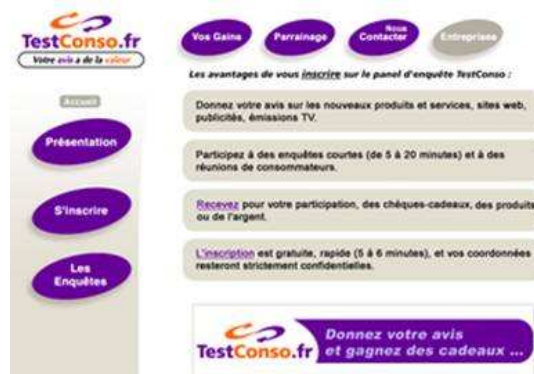 TestConso.fr
Votre avis a de la valeur
Vos Gains
Parrainage
Nous
Contacter
Entreprises
Les avantages de vous inscrire sur le panel d'enquête TestConso :
Accueil
Présentation
S'inscrire
Les
Enquêtes
Donnez votre avis sur les nouveaux produits et services, sites web,
publicités, émissions TV.
Participez à des enquêtes courtes (de 5 à 20 minutes) et à des
réunions de consommateurs.
Recevez pour votre participation, des chèques-cadeaux, des produits
ou de l'argent.
L'inscription est gratuite, rapide (5 à 6 minutes), et vos coordonnées
resteront strictement confidentielles.
TestConso.fr
Donnez votre avis
et gagnez des cadeaux ...